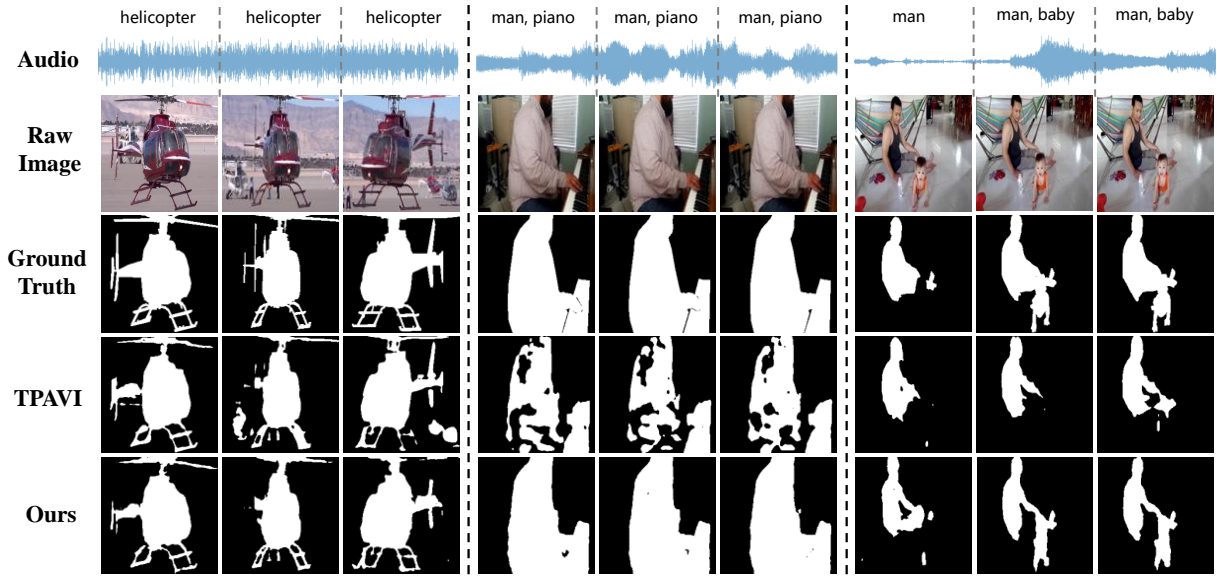 helicopter helicopter helicopter man, piano man, piano man, piano man man, baby man, baby
Audio
Raw
Image
Ground
Truth
TPAVI
Ours